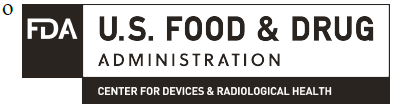 o
FDA U.S. FOOD & DRUG
ADMINISTRATION
CENTER FOR DEVICES & RADIOLOGICAL HEALTH